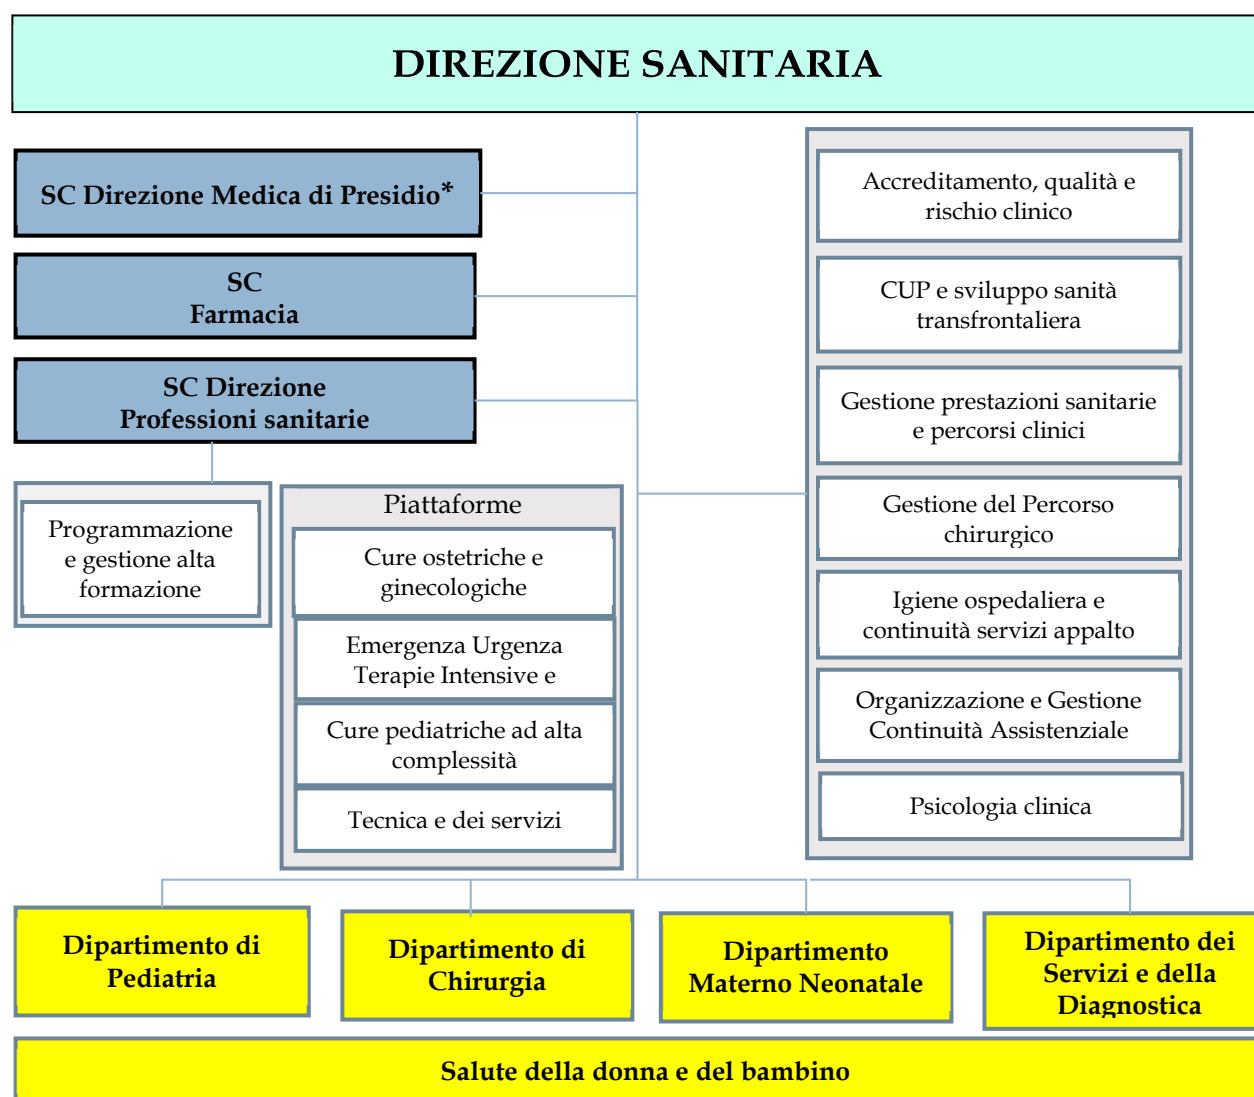 DIREZIONE SANITARIA
SC Direzione Medica di Presidio*
SC
Farmacia
SC Direzione
Professioni sanitarie
Programmazione
e gestione alta
formazione
Piattaforme
Cure ostetriche e
ginecologiche
Emergenza Urgenza
Terapie Intensive e
Cure pediatriche ad alta
complessità
Tecnica e dei servizi
Accreditamento, qualità e
rischio clinico
CUP e sviluppo sanità
transfrontaliera
Gestione prestazioni sanitarie
e percorsi clinici
Gestione del Percorso
chirurgico
Igiene ospedaliera e
continuità servizi appalto
Organizzazione e Gestione
Continuità Assistenziale
Psicologia clinica
Dipartimento di
Pediatria
Dipartimento di
Chirurgia
Dipartimento
Materno Neonatale
Dipartimento dei
Servizi e della
Diagnostica
Salute della donna e del bambino